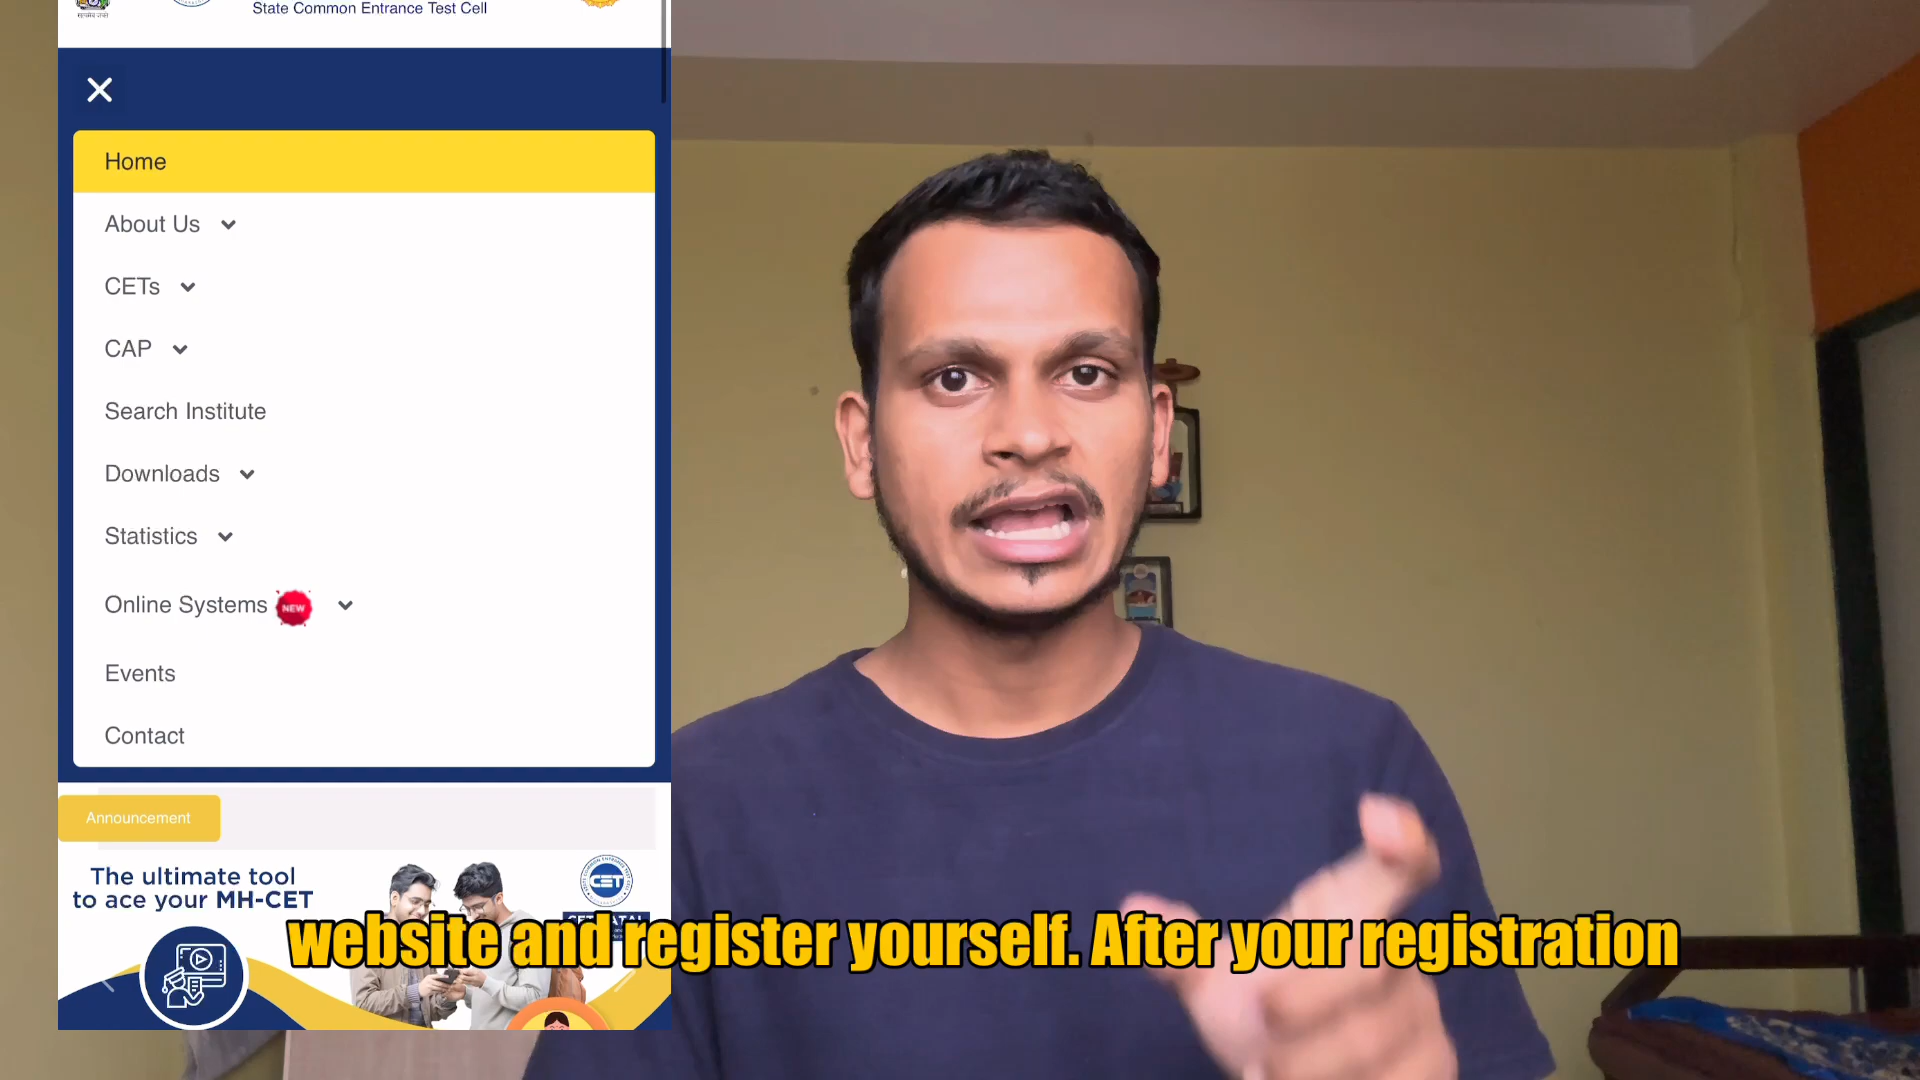 State Common Entrance Test Cell
Home
About Us
CETs
CAP
Search Institute
Downloads
Statistics
Online Systems NEW
Events
Contact
Announcement
The ultimate tool
to ace your MH-CET
CET
website and register yourself. After your registration